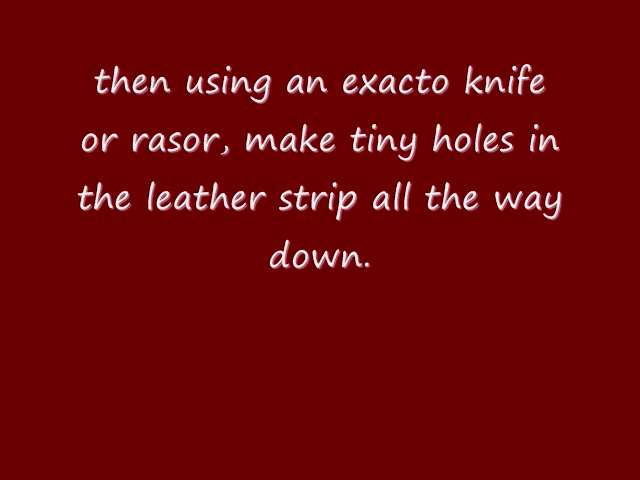 then using an exacto knife
or rasor, make tiny holes in
the leather strip all the way
down.